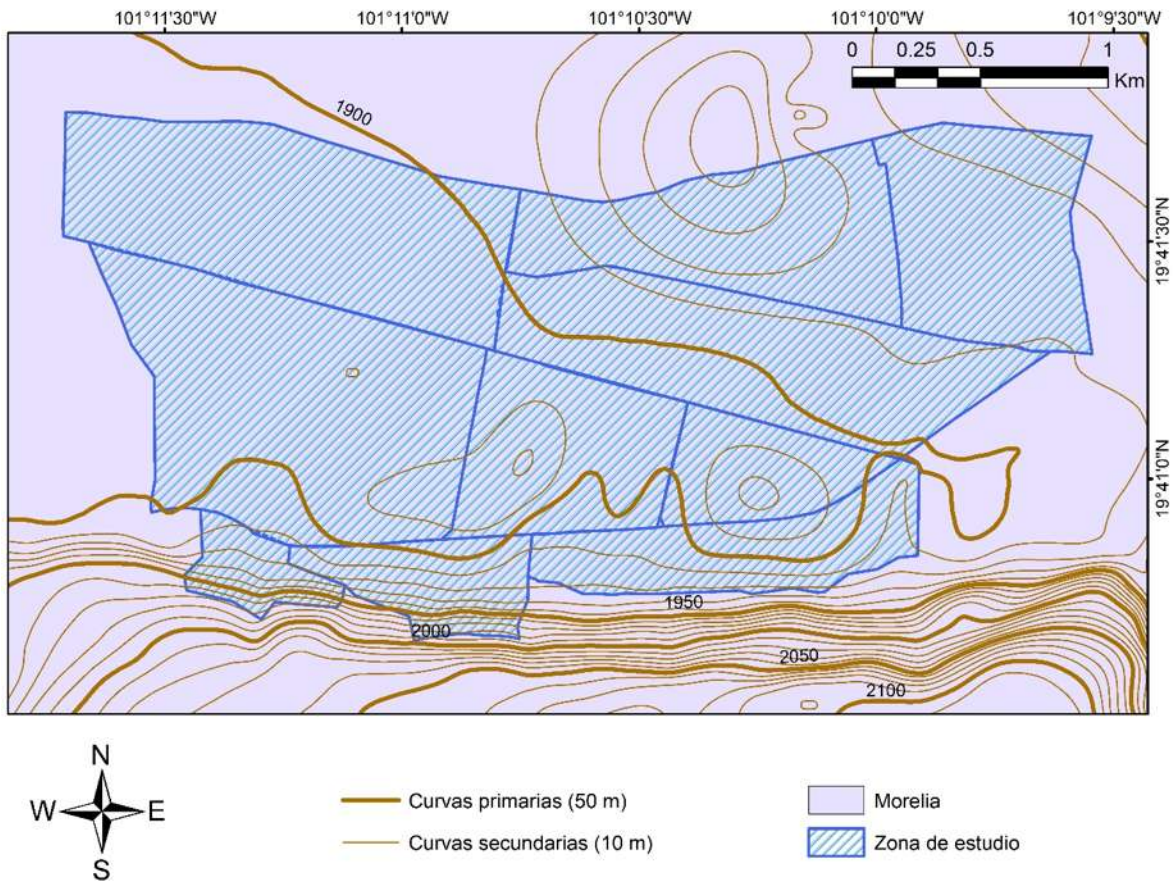 101°11'30"W 101°11'0"W 101°10'30"W 101°10'0"W 101°9'30"W
0 0.25 0.5 1
Km
1900
19°41'30"N
19°41'0"N
1950
2000
2050
2100
N
W E
S
Curvas primarias (50 m)
Curvas secundarias (10 m)
Morelia
Zona de estudio